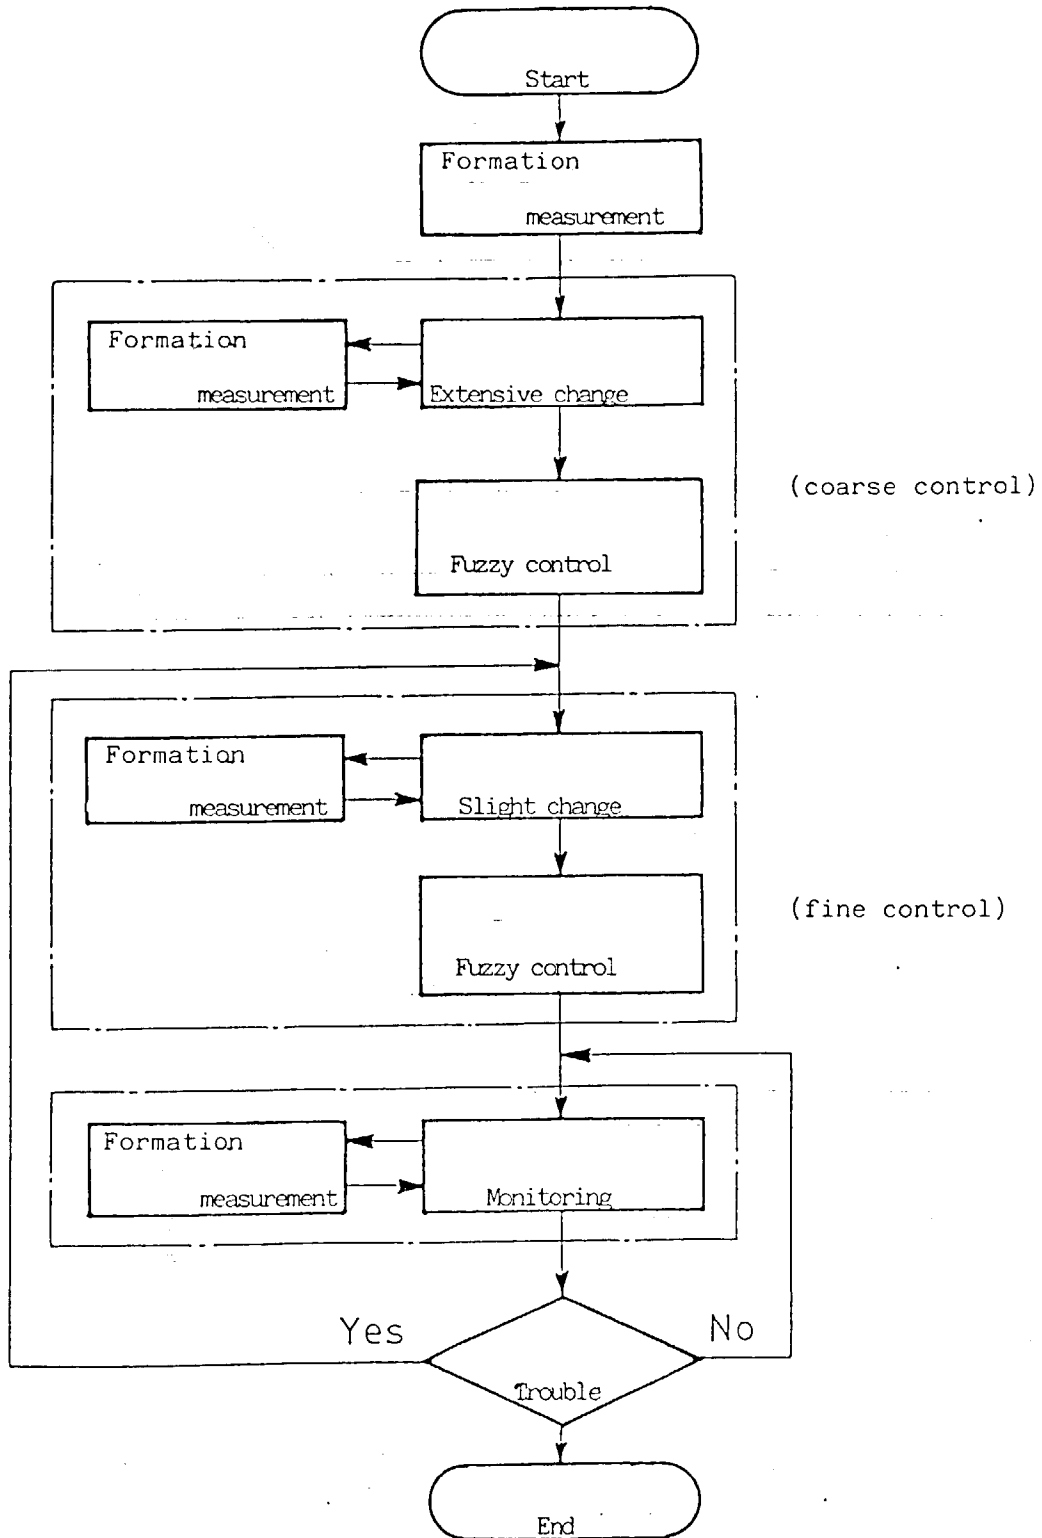 Start
Formation
measurement
Formation
measurement
Extensive change
(coarse control)
Fuzzy control
Formation
measurement
Slight change
(fine control)
Fuzzy control
Formation
measurement
Monitoring
Yes
No
Trouble
End